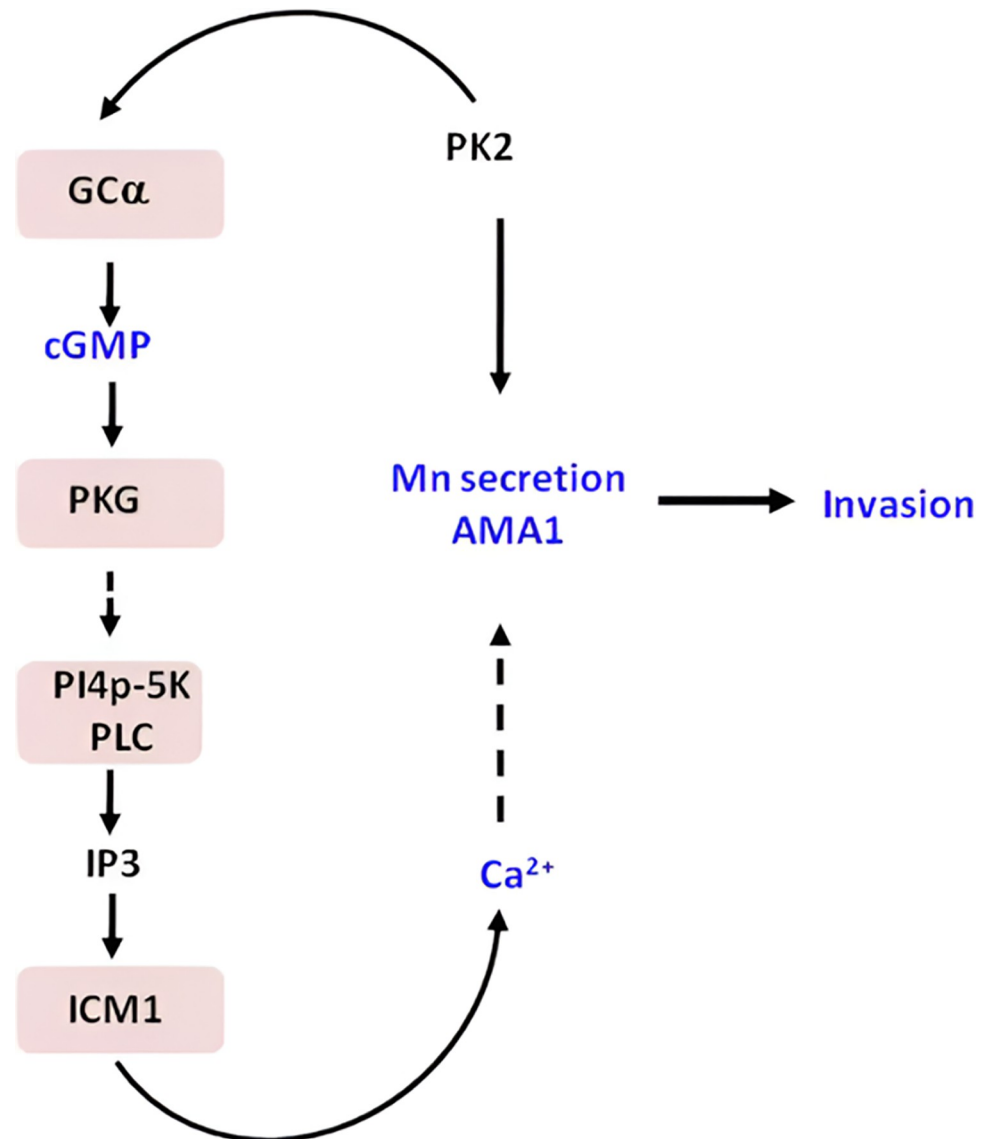 PK2
GCα
cGMP
PKG
Mn secretion
AMA1
Invasion
PI4p-5K
PLC
IP3
Ca²⁺
ICM1